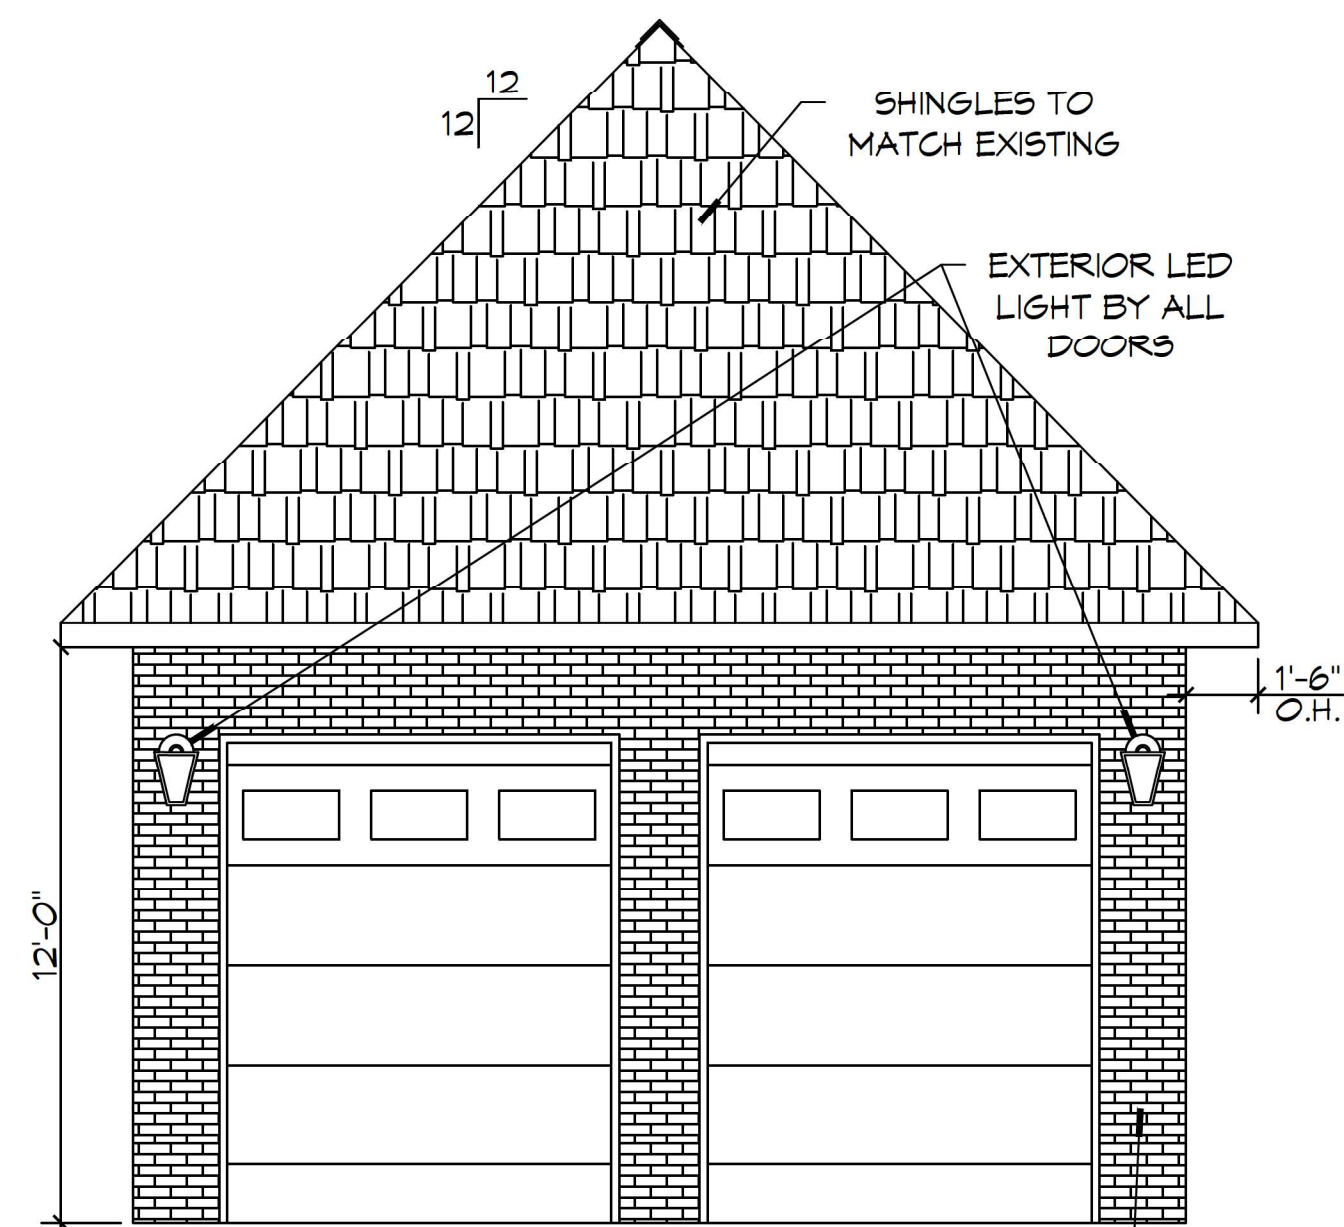 12
12
SHINGLES TO
MATCH EXISTING
EXTERIOR LED
LIGHT BY ALL
DOORS
1'-6"
O.H.
12'-0"